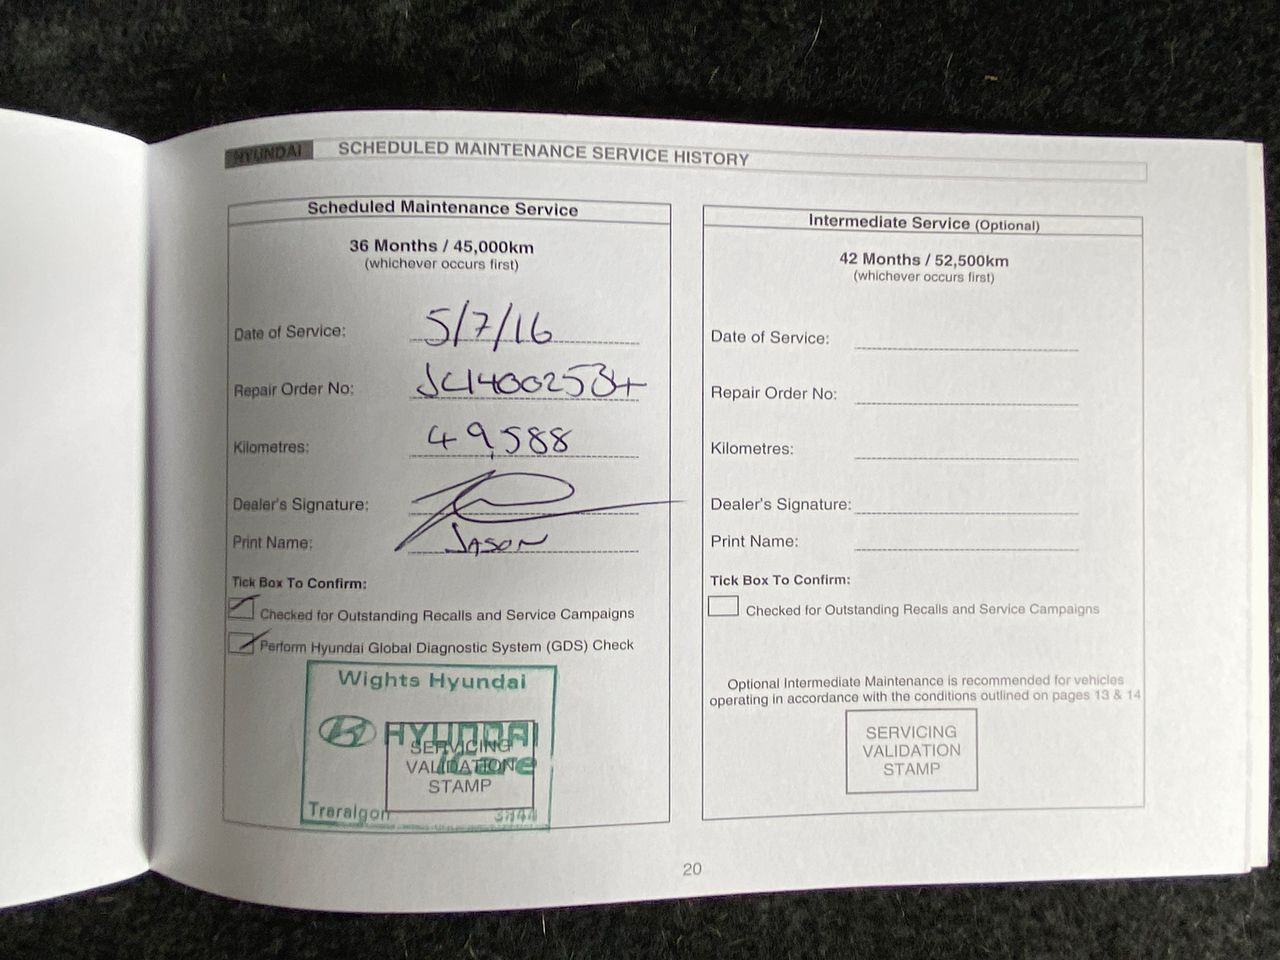 HYUNDAI SCHEDULED MAINTENANCE SERVICE HISTORY
Scheduled Maintenance Service
36 Months / 45,000km
(whichever occurs first)
Date of Service: 5/7/16
Repair Order No:
Kilometres: 49,588
Dealer's Signature:
Print Name: JASON
Tick Box To Confirm:
Checked for Outstanding Recalls and Service Campaigns
Perform Hyundai Global Diagnostic System (GDS) Check
Wights Hyundai
HYUNDAI
iCare
SERVICING
VALIDATION
STAMP
Traralgon 3844
Intermediate Service (Optional)
42 Months / 52,500km
(whichever occurs first)
Date of Service:
Repair Order No:
Kilometres:
Dealer's Signature:
Print Name:
Tick Box To Confirm:
Checked for Outstanding Recalls and Service Campaigns
Optional Intermediate Maintenance is recommended for vehicles
operating in accordance with the conditions outlined on pages 13 & 14
SERVICING
VALIDATION
STAMP
20